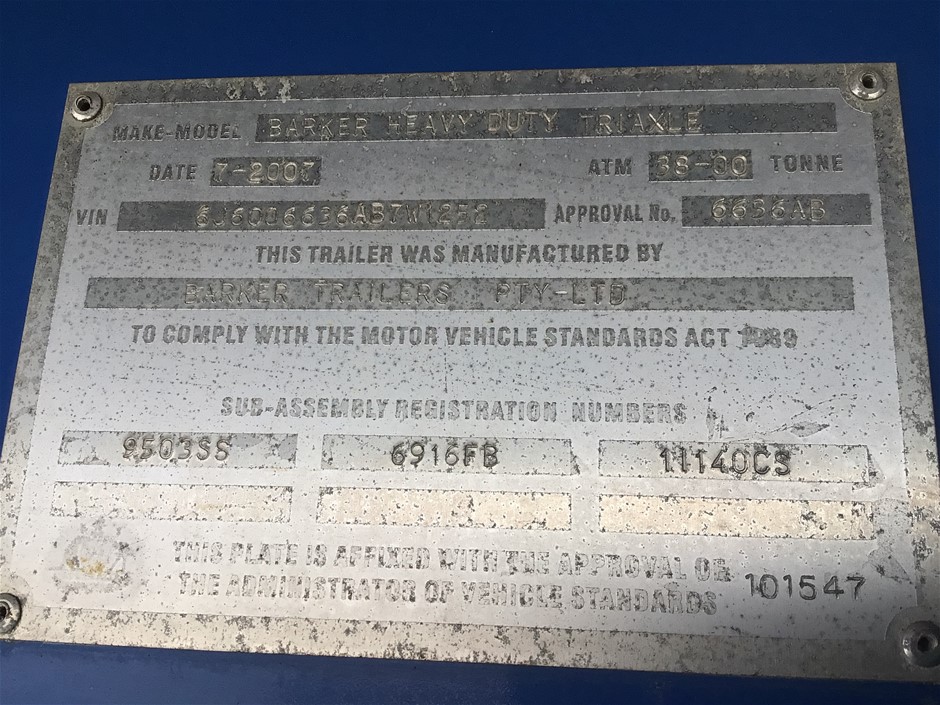 MAKE-MODEL BARKER HEAVY DUTY TRIAXLE
DATE 7-2007 ATM 38-00 TONNE
VIN 6J6006636AB7W1252 APPROVAL No. 6636AB
THIS TRAILER WAS MANUFACTURED BY
BARKER TRAILERS PTY-LTD
TO COMPLY WITH THE MOTOR VEHICLE STANDARDS ACT 1989
SUB-ASSEMBLY REGISTRATION NUMBERS
9503SS 6916FB 11140CS
THIS PLATE IS AFFIXED WITH THE APPROVAL OF
THE ADMINISTRATOR OF VEHICLE STANDARDS 101547